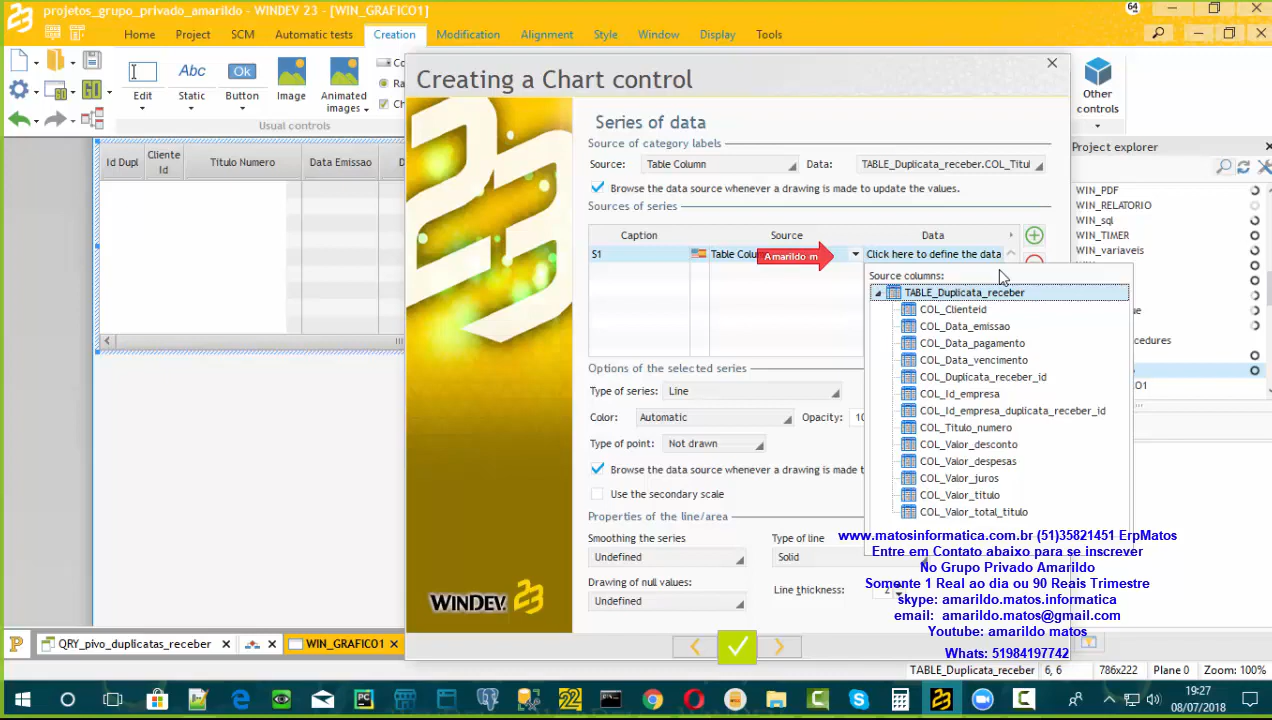 projetos_grupo_privado_amarildo - WINDEV 23 - [WIN_GRAFICO1]
64
Home Project SCM Automatic tests Creation Modification Alignment Style Window Display Tools
Edit
Abc
Static
Ok
Button
Image
Animated
images
Usual controls
Other
controls
Creating a Chart control
Series of data
Source of category labels
Source: Table Column Data: TABLE_Duplicata_receber.COL_Titul
Browse the data source whenever a drawing is made to update the values.
Sources of series
Caption Source Data
S1 Table Colu Amarildo m Click here to define the data
Source columns:
TABLE_Duplicata_receber
COL_Clienteid
COL_Data_emissao
COL_Data_pagamento
COL_Data_vencimento
COL_Duplicata_receber_id
COL_Id_empresa
COL_Id_empresa_duplicata_receber_id
COL_Titulo_numero
COL_Valor_desconto
COL_Valor_despesas
COL_Valor_juros
COL_Valor_titulo
COL_Valor_total_titulo
Options of the selected series
Type of series: Line
Color: Automatic Opacity: 10
Type of point: Not drawn
Browse the data source whenever a drawing is made t
Use the secondary scale
Properties of the line/area
Smoothing the series Type of line
Undefined Solid
Drawing of null values: Line thickness: 2
Undefined
WINDEV 23
Id Dupl
Cliente
Id
Titulo Numero
Data Emissao
D
Project explorer
WIN_PDF
WIN_RELATORIO
WIN_sql
WIN_TIMER
WIN_variaveis
ue
cedures
O1
www.matosinformatica.com.br (51)35821451 ErpMatos
Entre em Contato abaixo para se inscrever
No Grupo Privado Amarildo
Somente 1 Real ao dia ou 90 Reais Trimestre
skype: amarildo.matos.informatica
email: amarildo.matos@gmail.com
Youtube: amarildo matos
Whats: 51984197742
QRY_pivo_duplicatas_receber
WIN_GRAFICO1
TABLE_Duplicata_receber 6, 6 786x222 Plane 0 Zoom: 100%
19:27
08/07/2018